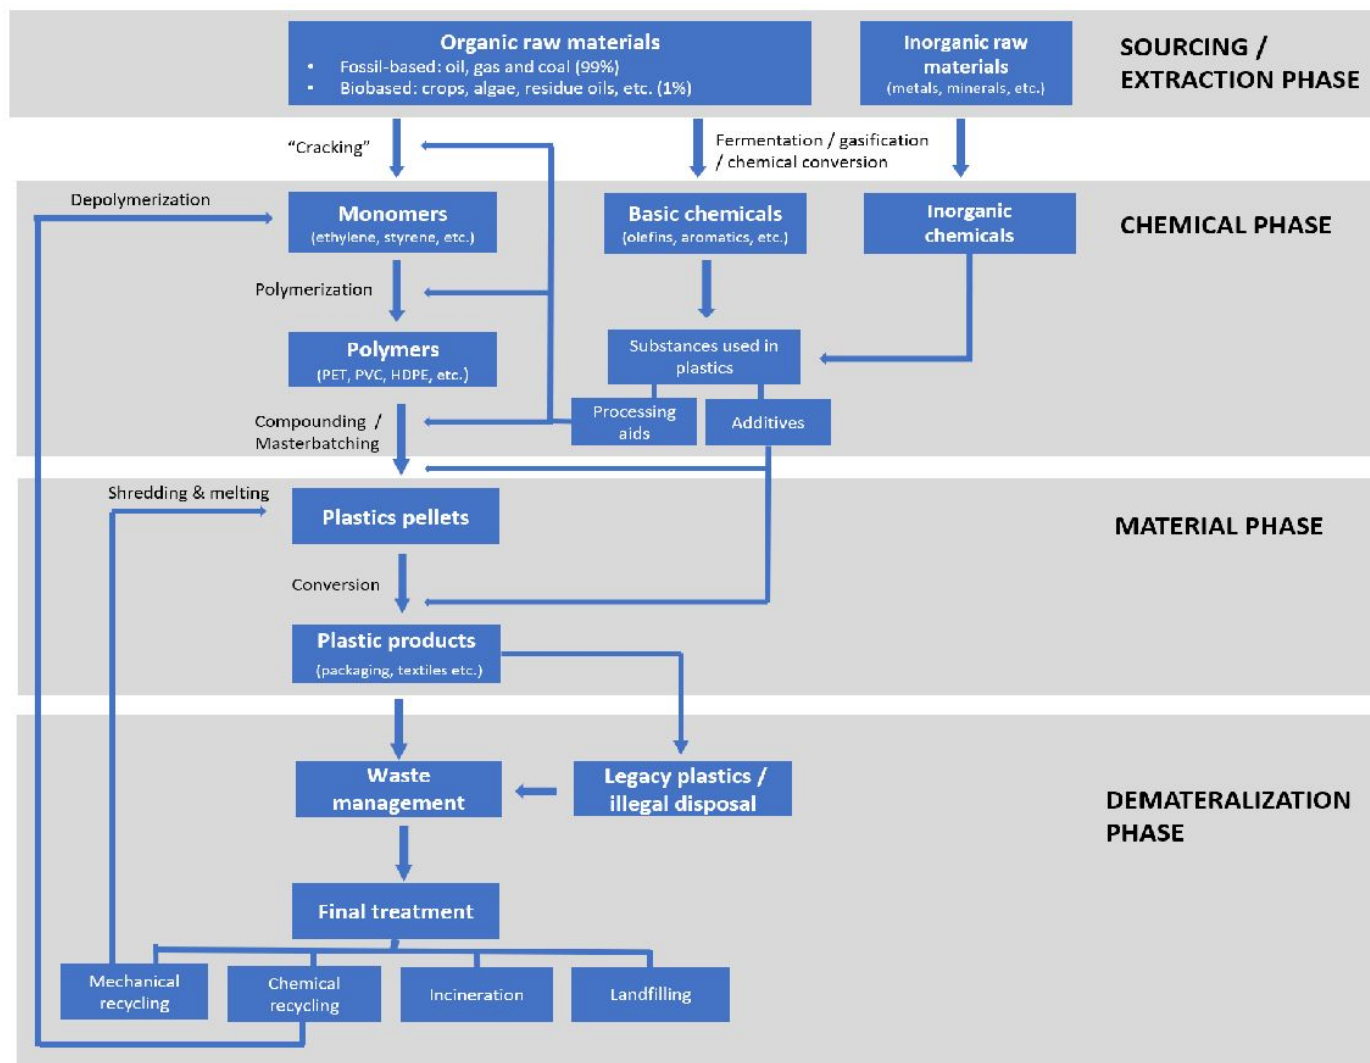 Organic raw materials
• Fossil-based: oil, gas and coal (99%)
• Biobased: crops, algae, residue oils, etc. (1%)
Inorganic raw
materials
(metals, minerals, etc.)
SOURCING /
EXTRACTION PHASE
“Cracking”
Fermentation / gasification
/ chemical conversion
Depolymerization
Monomers
(ethylene, styrene, etc.)
Basic chemicals
(olefins, aromatics, etc.)
Inorganic
chemicals
CHEMICAL PHASE
Polymerization
Polymers
(PET, PVC, HDPE, etc.)
Substances used in
plastics
Processing
aids
Additives
Compounding /
Masterbatching
Shredding & melting
Plastics pellets
MATERIAL PHASE
Conversion
Plastic products
(packaging, textiles etc.)
Waste
management
Legacy plastics /
illegal disposal
DEMATERALIZATION
PHASE
Final treatment
Mechanical
recycling
Chemical
recycling
Incineration
Landfilling